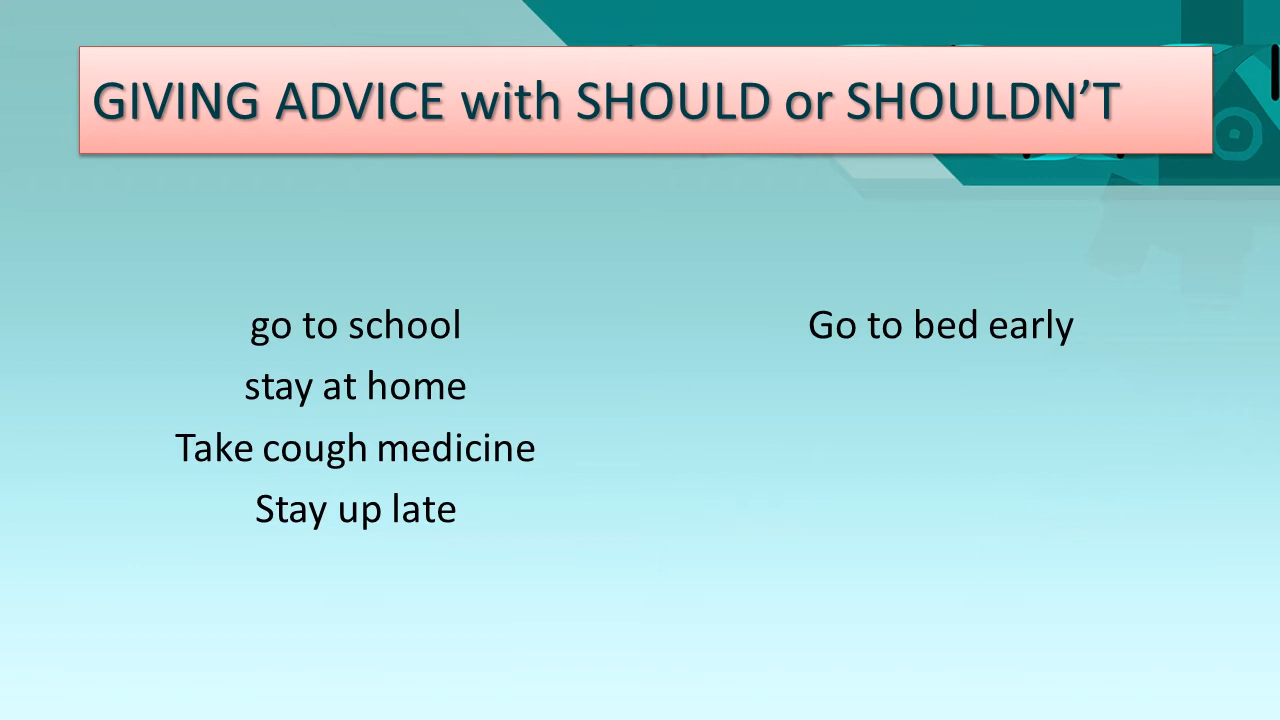 GIVING ADVICE with SHOULD or SHOULDN’T
go to school
stay at home
Take cough medicine
Stay up late
Go to bed early